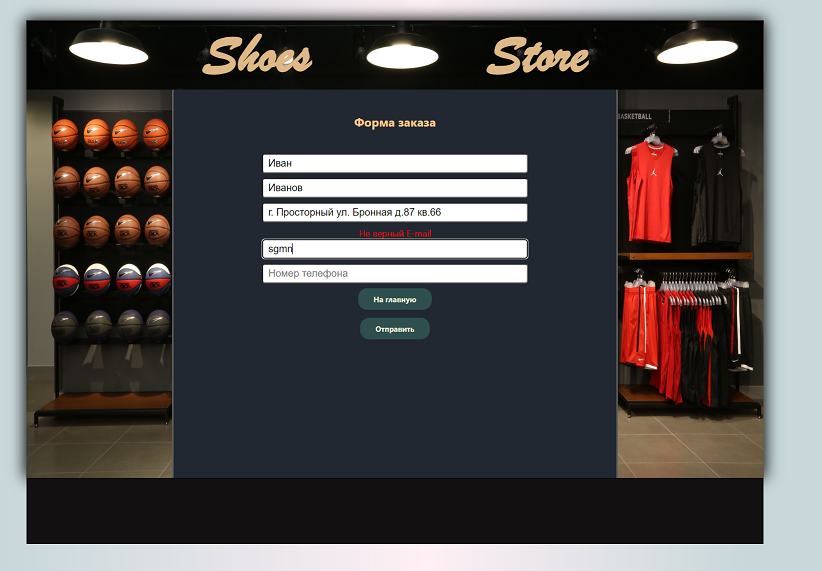 Shoes Store
Форма заказа
BASKETBALL
Иван
Иванов
г. Просторный ул. Бронная д.87 кв.66
Не верный E-mail
sgmn
Номер телефона
На главную
Отправить